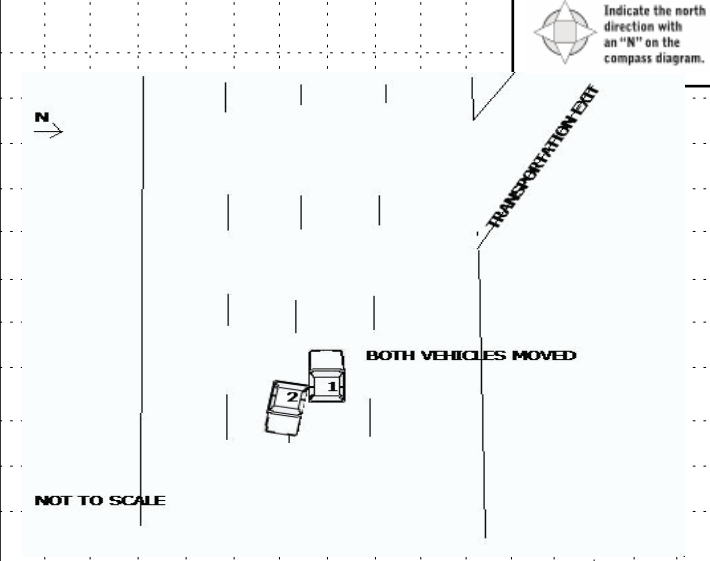 Indicate the north
direction with
an "N" on the
compass diagram.
N
TRANSPORTATION EXIT
BOTH VEHICLES MOVED
1
2
NOT TO SCALE